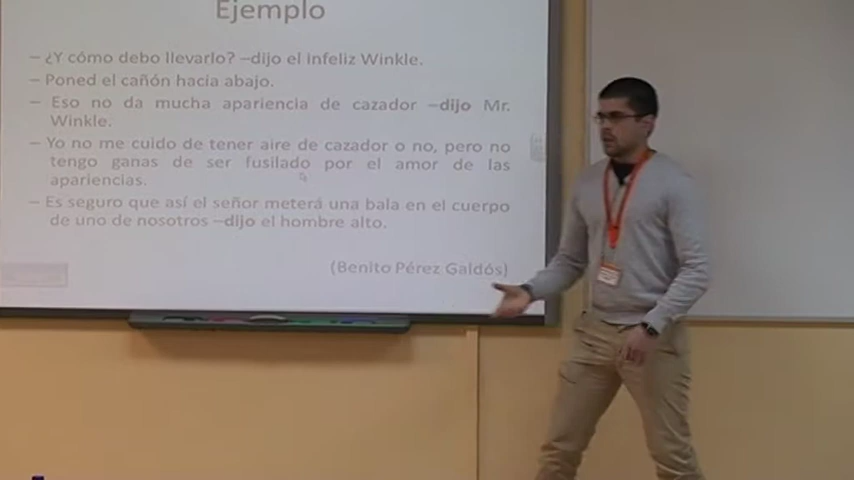 Ejemplo
– ¿Y cómo debo llevarlo? –dijo el infeliz Winkle.
– Poned el cañón hacia abajo.
– Eso no da mucha apariencia de cazador –dijo Mr.
Winkle.
– Yo no me cuido de tener aire de cazador o no, pero no
tengo ganas de ser fusilado por el amor de las
apariencias.
– Es seguro que así el señor meterá una bala en el cuerpo
de uno de nosotros –dijo el hombre alto.
(Benito Pérez Galdós)